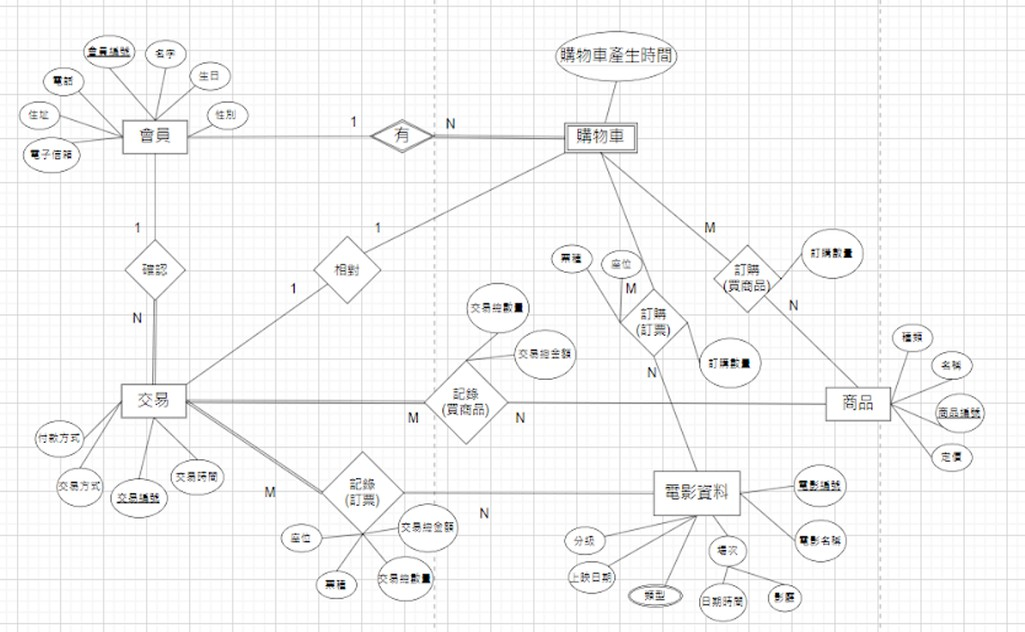 會員編號
名字
電話
生日
住址
性別
電子信箱
會員
1
有
N
購物車產生時間
購物車
1
確認
N
1
相對
1
M
訂購
(買商品)
訂購數量
N
票種
座位
M
訂購
(訂票)
訂購數量
N
交易總數量
交易總金額
記錄
(買商品)
M
N
交易
付款方式
交易方式
交易編號
交易時間
商品
種類
名稱
商品編號
定價
M
記錄
(訂票)
N
座位
票種
交易總金額
交易總數量
電影資料
電影編號
電影名稱
分級
上映日期
類型
場次
日期時間
影廳